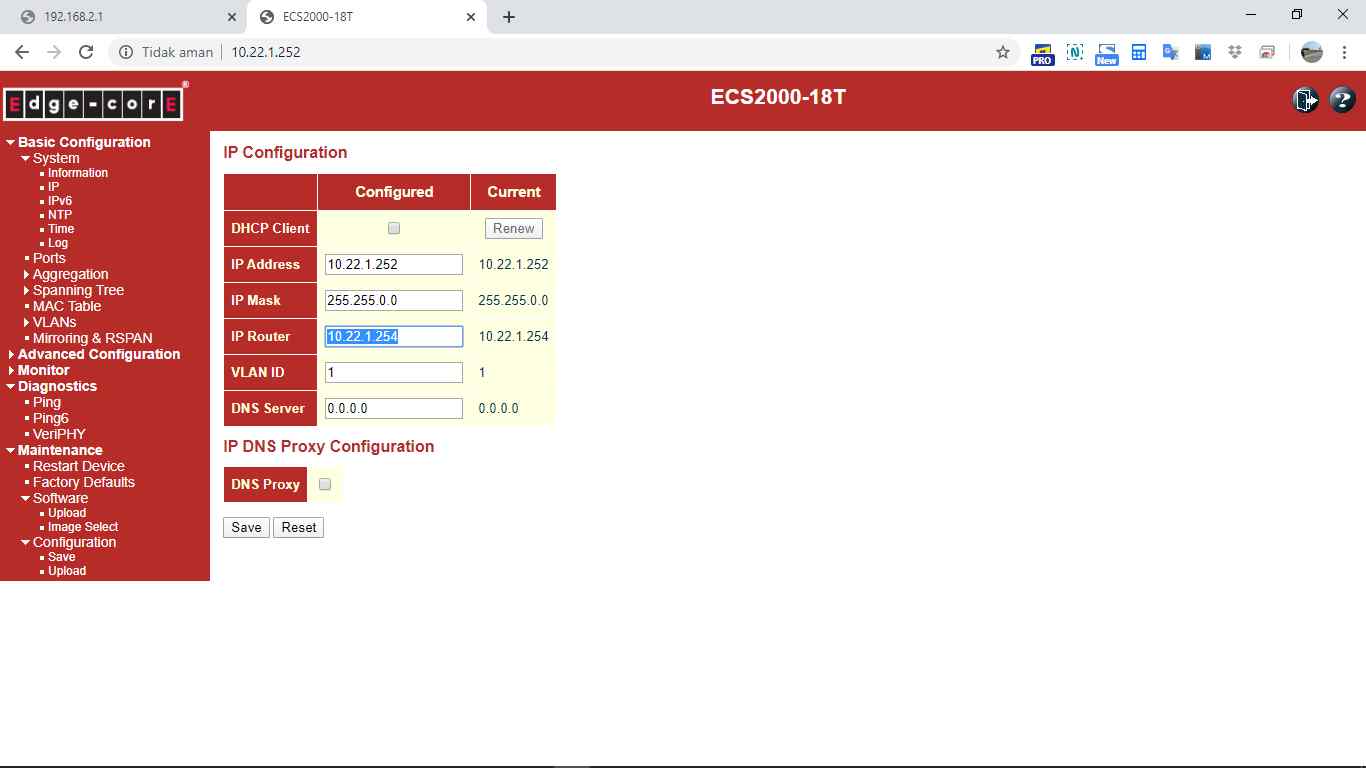 192.168.2.1
ECS2000-18T
Tidak aman
10.22.1.252
PRO
N
New
M
Edge-corE®
ECS2000-18T
?
Basic Configuration
System
Information
IP
IPv6
NTP
Time
Log
Ports
Aggregation
Spanning Tree
MAC Table
VLANs
Mirroring & RSPAN
Advanced Configuration
Monitor
Diagnostics
Ping
Ping6
VeriPHY
Maintenance
Restart Device
Factory Defaults
Software
Upload
Image Select
Configuration
Save
Upload
IP Configuration
Configured Current
DHCP Client Renew
IP Address 10.22.1.252 10.22.1.252
IP Mask 255.255.0.0 255.255.0.0
IP Router 10.22.1.254 10.22.1.254
VLAN ID 1 1
DNS Server 0.0.0.0 0.0.0.0
IP DNS Proxy Configuration
DNS Proxy
Save Reset